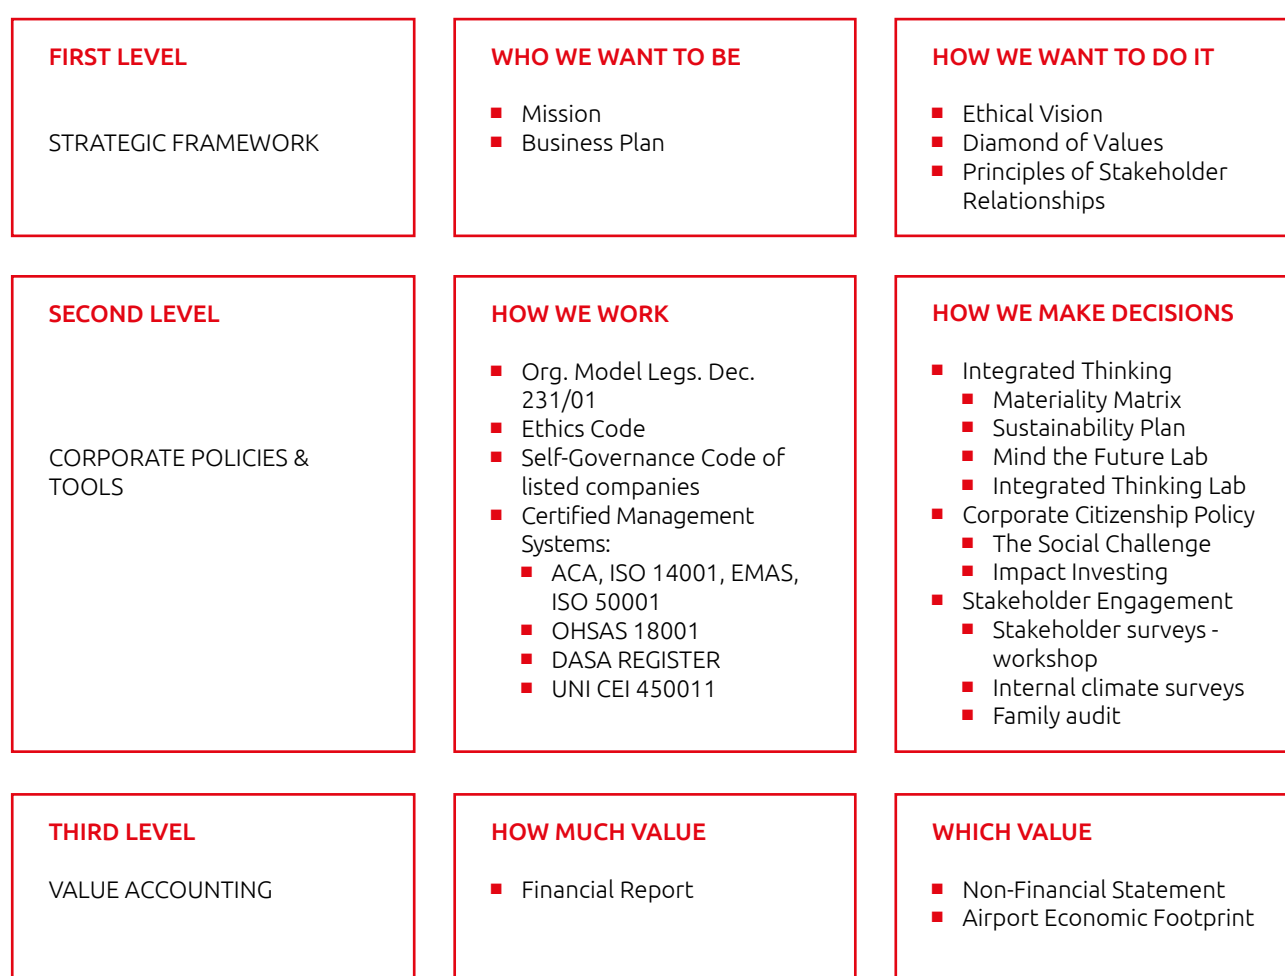 FIRST LEVEL
STRATEGIC FRAMEWORK
WHO WE WANT TO BE
Mission
Business Plan
HOW WE WANT TO DO IT
Ethical Vision
Diamond of Values
Principles of Stakeholder
Relationships
SECOND LEVEL
CORPORATE POLICIES &
TOOLS
HOW WE WORK
Org. Model Legs. Dec.
231/01
Ethics Code
Self-Governance Code of
listed companies
Certified Management
Systems:
ACA, ISO 14001, EMAS,
ISO 50001
OHSAS 18001
DASA REGISTER
UNI CEI 450011
HOW WE MAKE DECISIONS
Integrated Thinking
Materiality Matrix
Sustainability Plan
Mind the Future Lab
Integrated Thinking Lab
Corporate Citizenship Policy
The Social Challenge
Impact Investing
Stakeholder Engagement
Stakeholder surveys -
workshop
Internal climate surveys
Family audit
THIRD LEVEL
VALUE ACCOUNTING
HOW MUCH VALUE
Financial Report
WHICH VALUE
Non-Financial Statement
Airport Economic Footprint